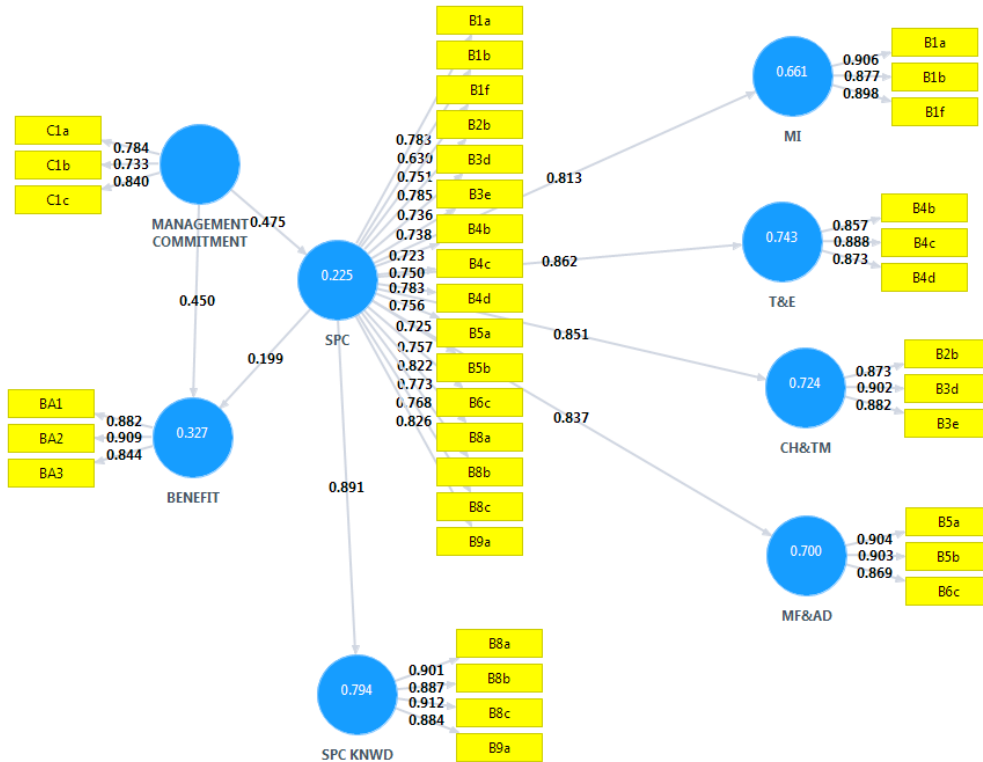 C1a
C1b
C1c
0.784
0.733
0.840
MANAGEMENT
COMMITMENT
0.475
0.450
0.225
SPC
0.199
BA1
BA2
BA3
0.882
0.909
0.844
0.327
BENEFIT
0.891
B1a
B1b
B1f
B2b
B3d
B3e
B4b
B4c
B4d
B5a
B5b
B6c
B8a
B8b
B8c
B9a
0.783
0.630
0.751
0.785
0.736
0.738
0.723
0.750
0.783
0.756
0.725
0.757
0.822
0.773
0.768
0.826
0.813
0.862
0.851
0.837
0.661
MI
0.906
0.877
0.898
B1a
B1b
B1f
0.743
T&E
0.857
0.888
0.873
B4b
B4c
B4d
0.724
CH&TM
0.873
0.902
0.882
B2b
B3d
B3e
0.700
MF&AD
0.904
0.903
0.869
B5a
B5b
B6c
0.794
SPC KNWD
0.901
0.887
0.912
0.884
B8a
B8b
B8c
B9a